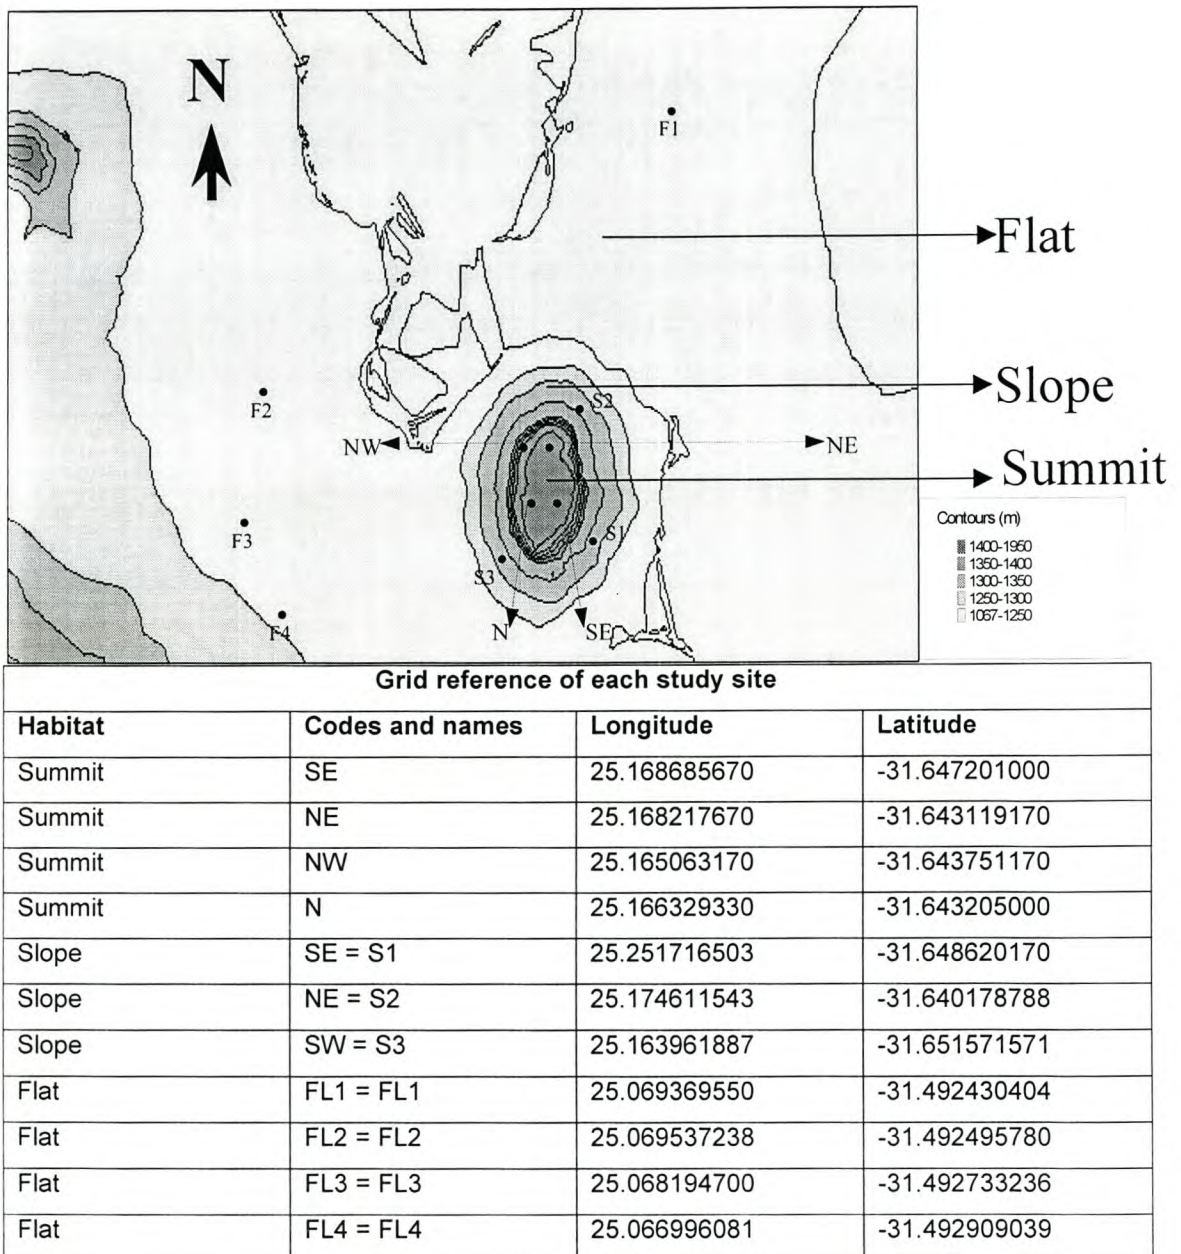 N
F1
Flat
Slope
S2
F2
NW
NE
Summit
Contours (m)
F3
S1
1400-1950
1350-1400
S3
1300-1350
1250-1300
1067-1250
F4
N
SE
Grid reference of each study site
Habitat Codes and names Longitude Latitude
Summit SE 25.168685670 -31.647201000
Summit NE 25.168217670 -31.643119170
Summit NW 25.165063170 -31.643751170
Summit N 25.166329330 -31.643205000
Slope SE = S1 25.251716503 -31.648620170
Slope NE = S2 25.174611543 -31.640178788
Slope SW = S3 25.163961887 -31.651571571
Flat FL1 = FL1 25.069369550 -31.492430404
Flat FL2 = FL2 25.069537238 -31.492495780
Flat FL3 = FL3 25.068194700 -31.492733236
Flat FL4 = FL4 25.066996081 -31.492909039